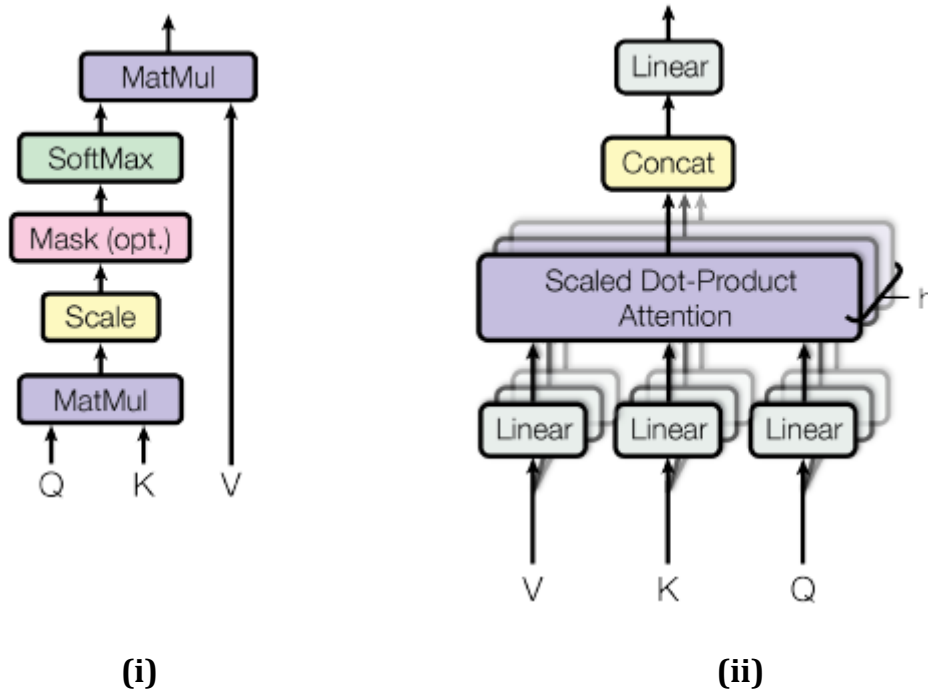 MatMul
SoftMax
Mask (opt.)
Scale
MatMul
Q K V
(i)
Linear
Concat
Scaled Dot-Product
Attention
h
Linear Linear Linear
V K Q
(ii)